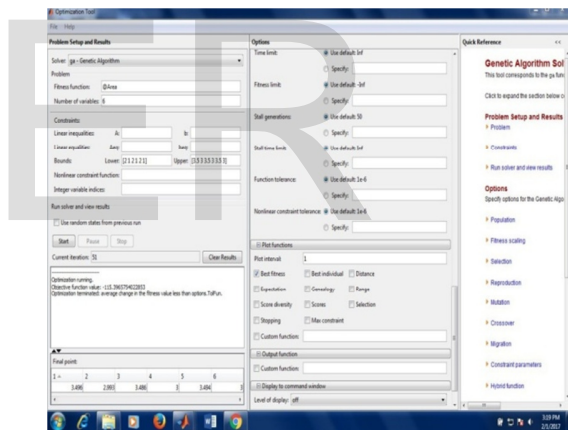 Optimization Tool
File Help
Problem Setup and Results
Solver: ga - Genetic Algorithm
Problem
Fitness function: @Area
Number of variables: 6
Constraints:
Linear inequalities: A: b:
Linear equalities: Aeq: beq:
Bounds: Lower: [2 1 2 1 2 1] Upper: [3.5 3 3.5 3 3.5 3]
Nonlinear constraint function:
Integer variable indices:
Run solver and view results
Use random states from previous run
Start Pause Stop
Current iteration: 51 Clear Results
Optimization running.
Objective function value:
Optimization terminated: average change in the fitness value less than options.TolFun.
Final point:
1 2 3 4 5 6
3.496 2.993 3.486 3 3.494 3
Options
Time limit: Use default: Inf
Specify:
Fitness limit: Use default: -Inf
Specify:
Stall generations: Use default: 50
Specify:
Stall time limit: Use default: Inf
Specify:
Function tolerance: Use default: 1e-6
Specify:
Nonlinear constraint tolerance: Use default: 1e-6
Specify:
Plot functions
Plot interval: 1
Best fitness Best individual Distance
Expectation Genealogy Range
Score diversity Scores Selection
Stopping Max constraint
Custom function:
Output function
Custom function:
Display to command window
Level of display: off
Quick Reference <<
Genetic Algorithm Sol
This tool corresponds to the ga func
Click to expand the section below c
Problem Setup and Results
Problem
Constraints
Run solver and view results
Options
Specify options for the Genetic Algo
Population
Fitness scaling
Selection
Reproduction
Mutation
Crossover
Migration
Constraint parameters
Hybrid function
3:19 PM
2/1/2017
ER